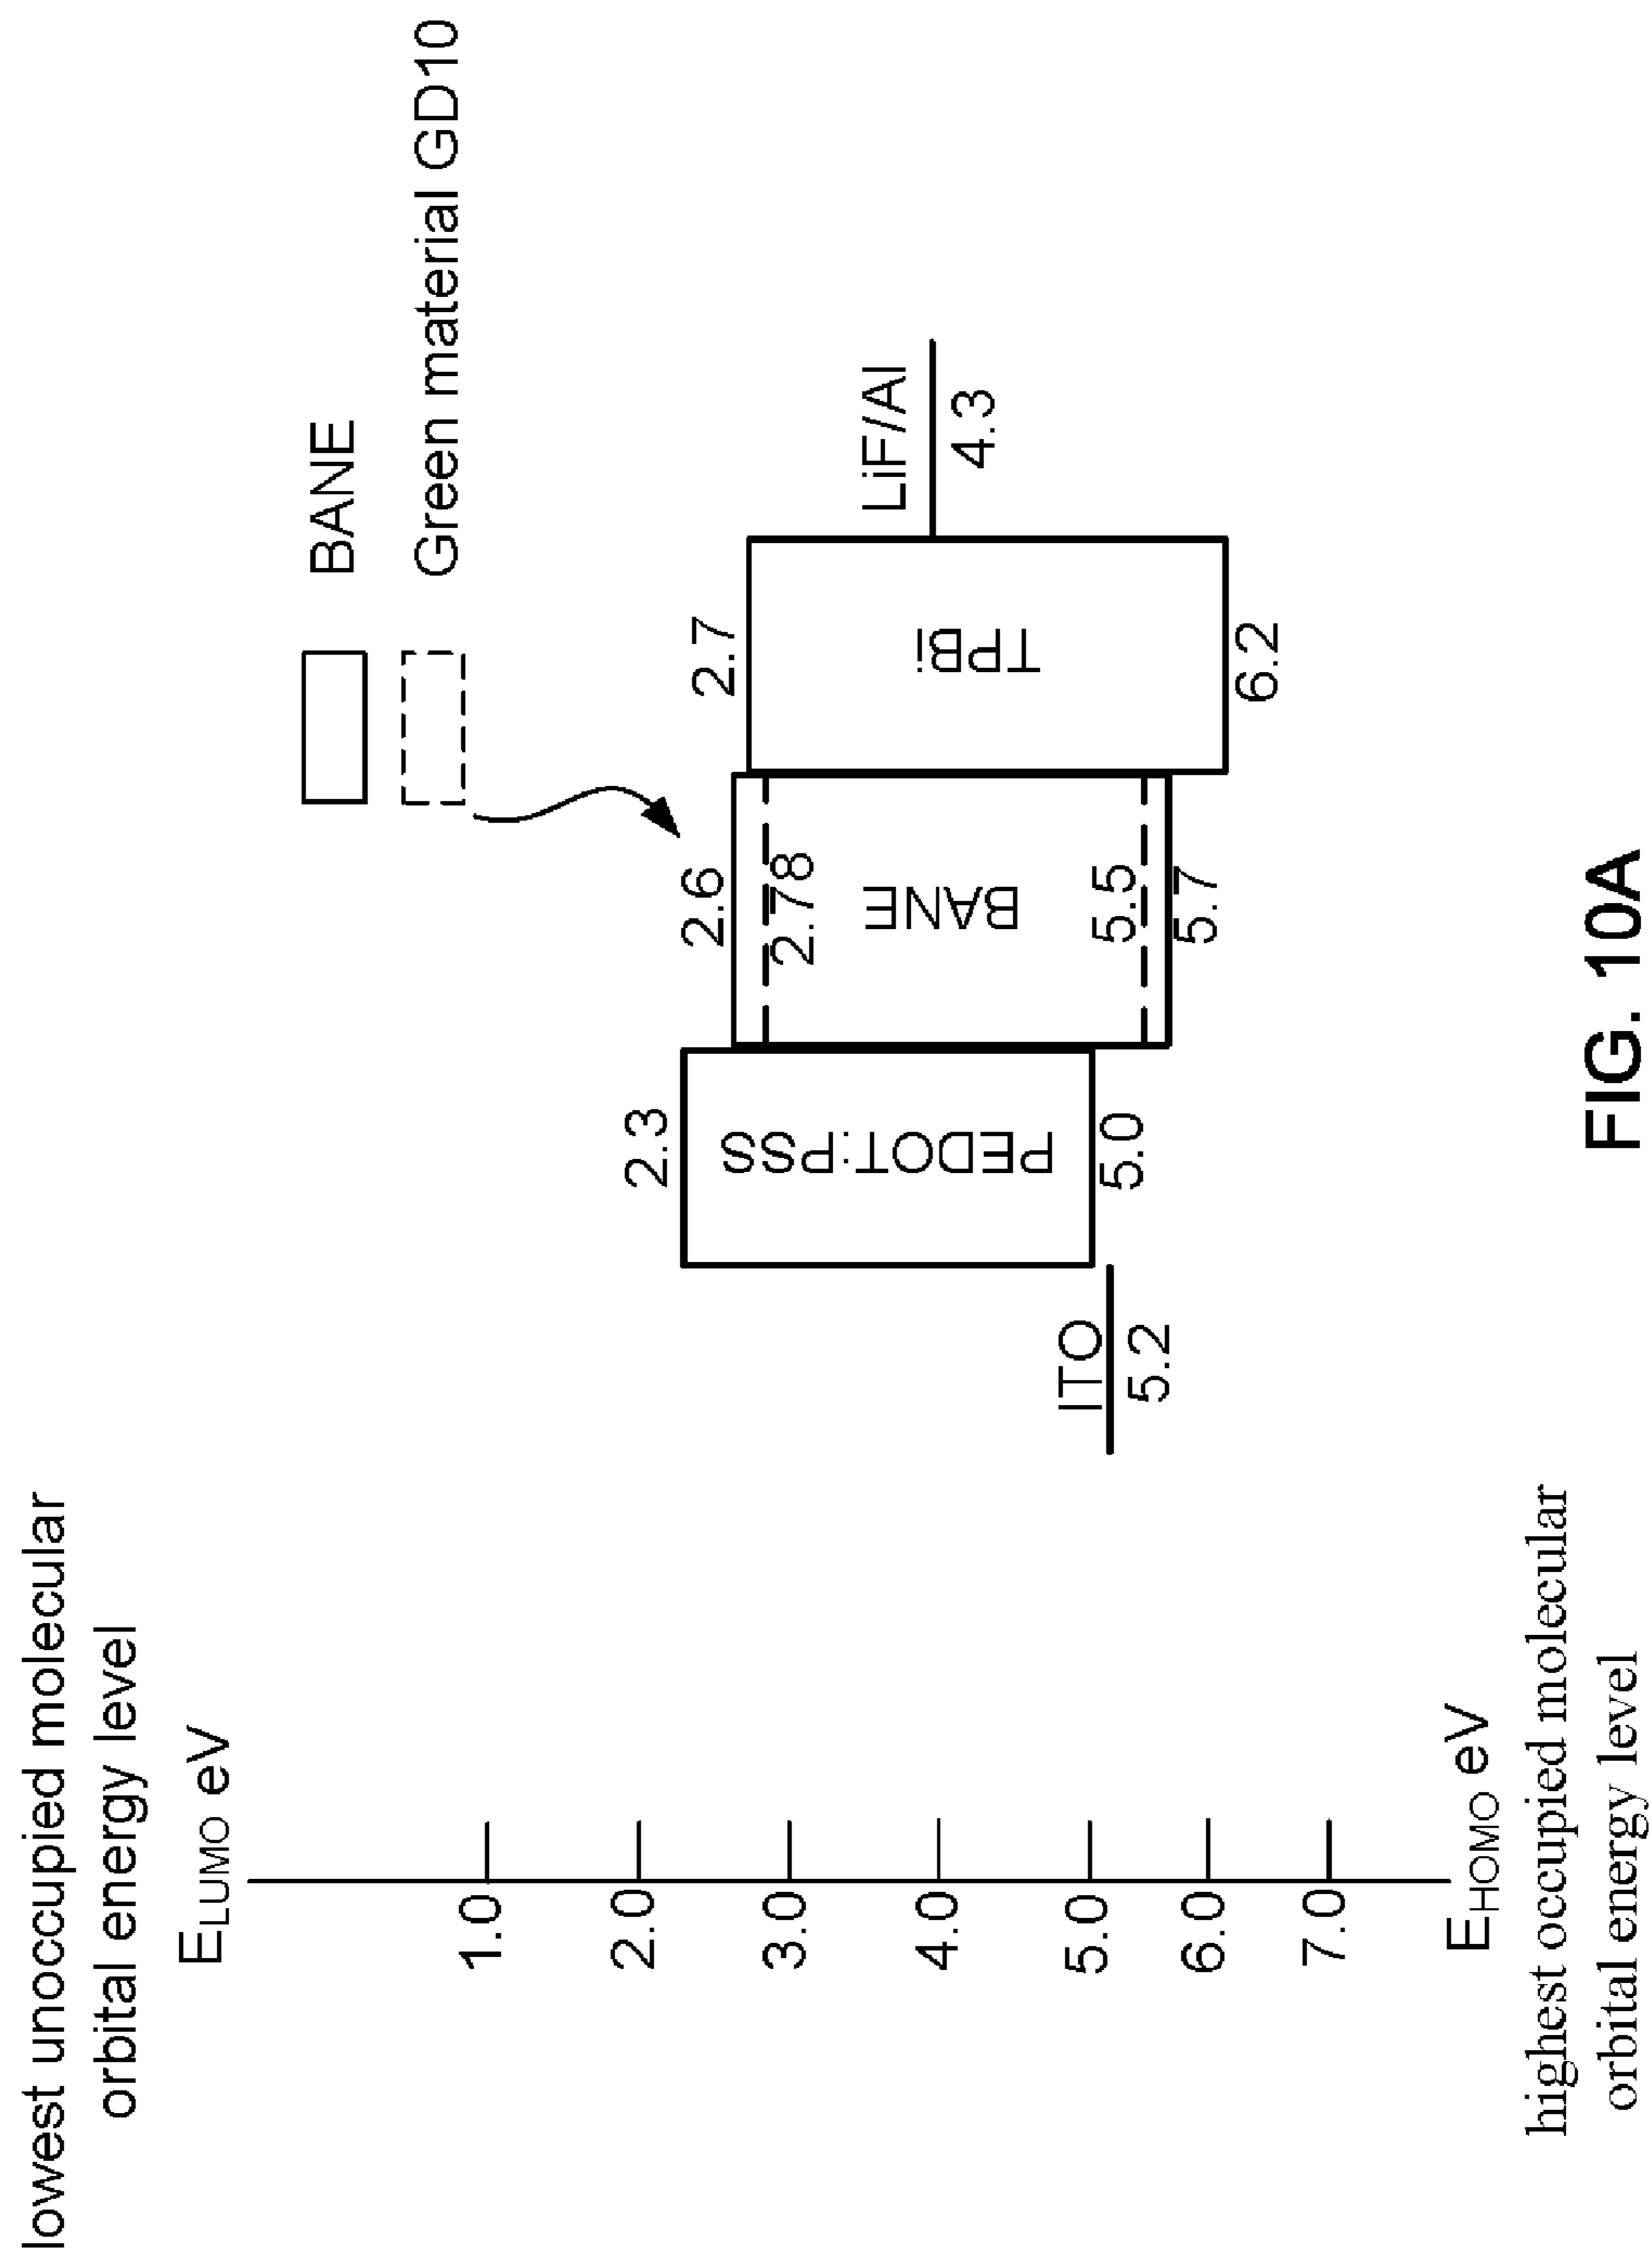 lowest unoccupied molecular
orbital energy level
E_LUMO eV
1.0
2.0
3.0
4.0
5.0
6.0
7.0
E_HOMO eV
highest occupied molecular
orbital energy level
BANE
Green material GD10
ITO
5.2
2.3
PEDOT:PSS
5.0
2.6
2.78
BANE
5.5
5.7
2.7
TPBi
6.2
LiF/Al
4.3
FIG. 10A